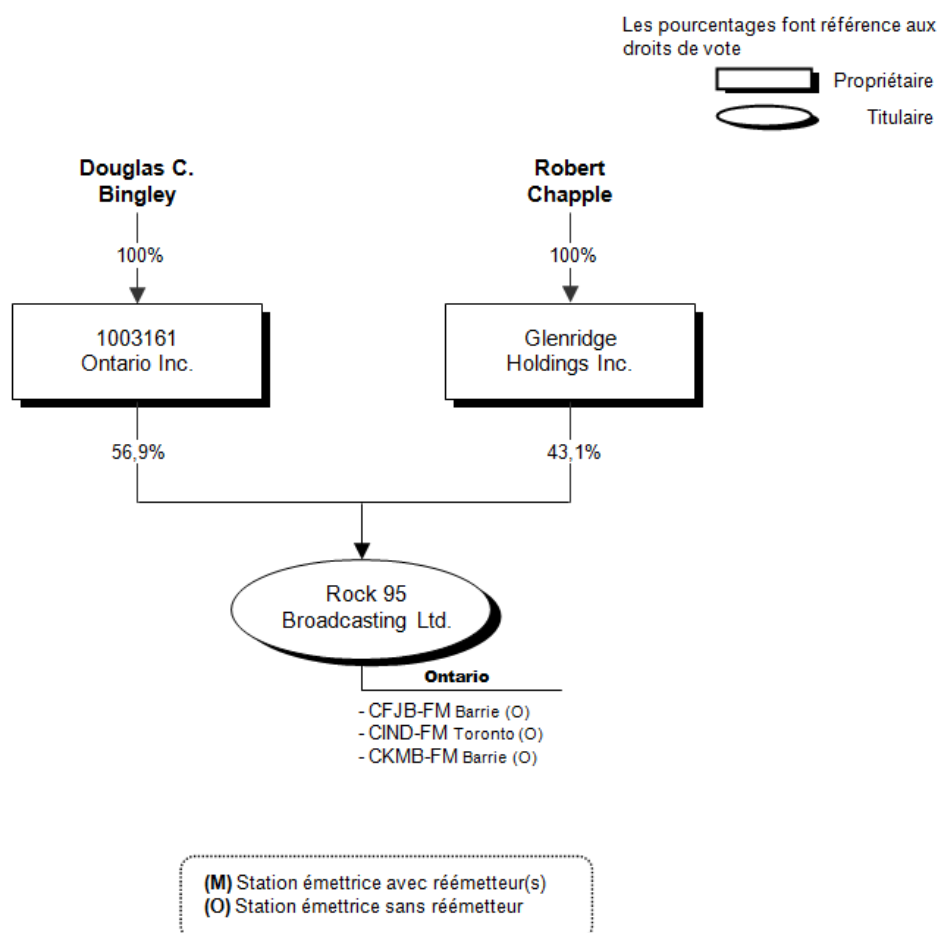 Les pourcentages font référence aux
droits de vote
Propriétaire
Titulaire
Douglas C.
Bingley
Robert
Chapple
100%
100%
1003161
Ontario Inc.
Glenridge
Holdings Inc.
56,9%
43,1%
Rock 95
Broadcasting Ltd.
Ontario
- CFJB-FM Barrie (O)
- CIND-FM Toronto (O)
- CKMB-FM Barrie (O)
(M) Station émettrice avec réémetteur(s)
(O) Station émettrice sans réémetteur